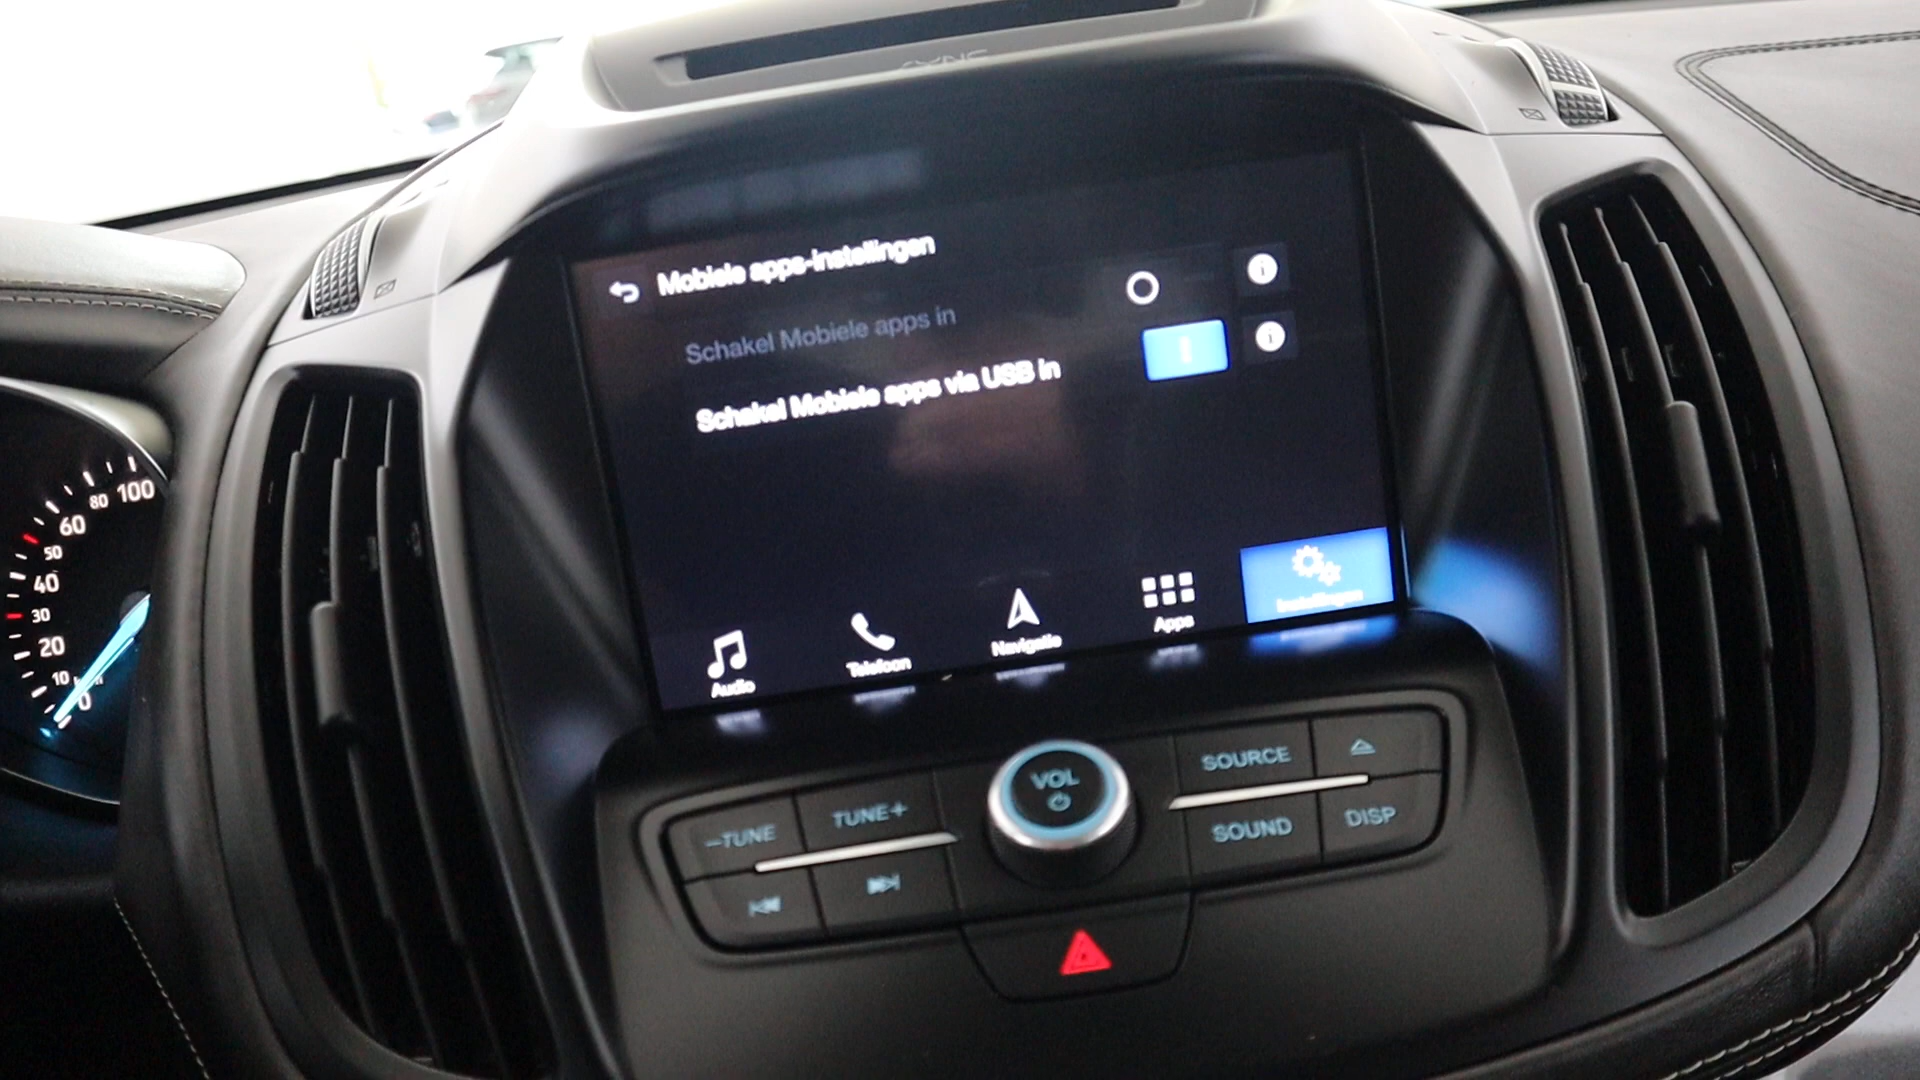 SYNC
Mobiele apps-instellingen
Schakel Mobiele apps in
Schakel Mobiele apps via USB in
Audio
Telefoon
Navigatie
Apps
Instellingen
100
80
60
50
40
30
20
10
0
-TUNE
TUNE+
VOL
SOURCE
SOUND
DISP